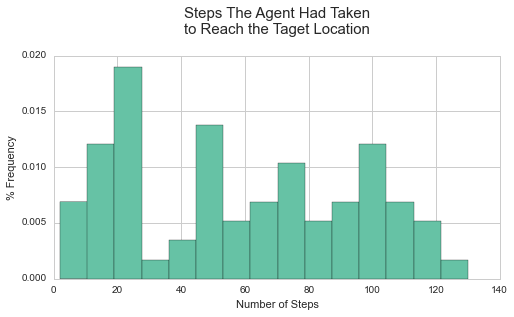 Steps The Agent Had Taken
to Reach the Taget Location
0.020
0.015
0.010
0.005
0.000
% Frequency
0 20 40 60 80 100 120 140
Number of Steps